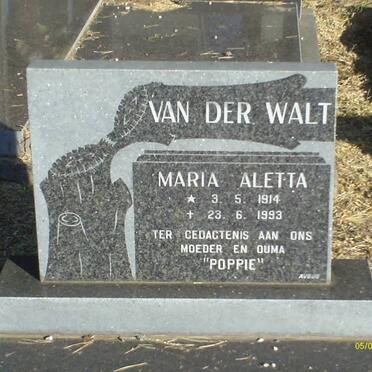 VAN DER WALT
MARIA ALETTA
★ 3. 5. 1914
✝ 23. 6. 1993
TER GEDAGTENIS AAN ONS
MOEDER EN OUMA
"POPPIE"